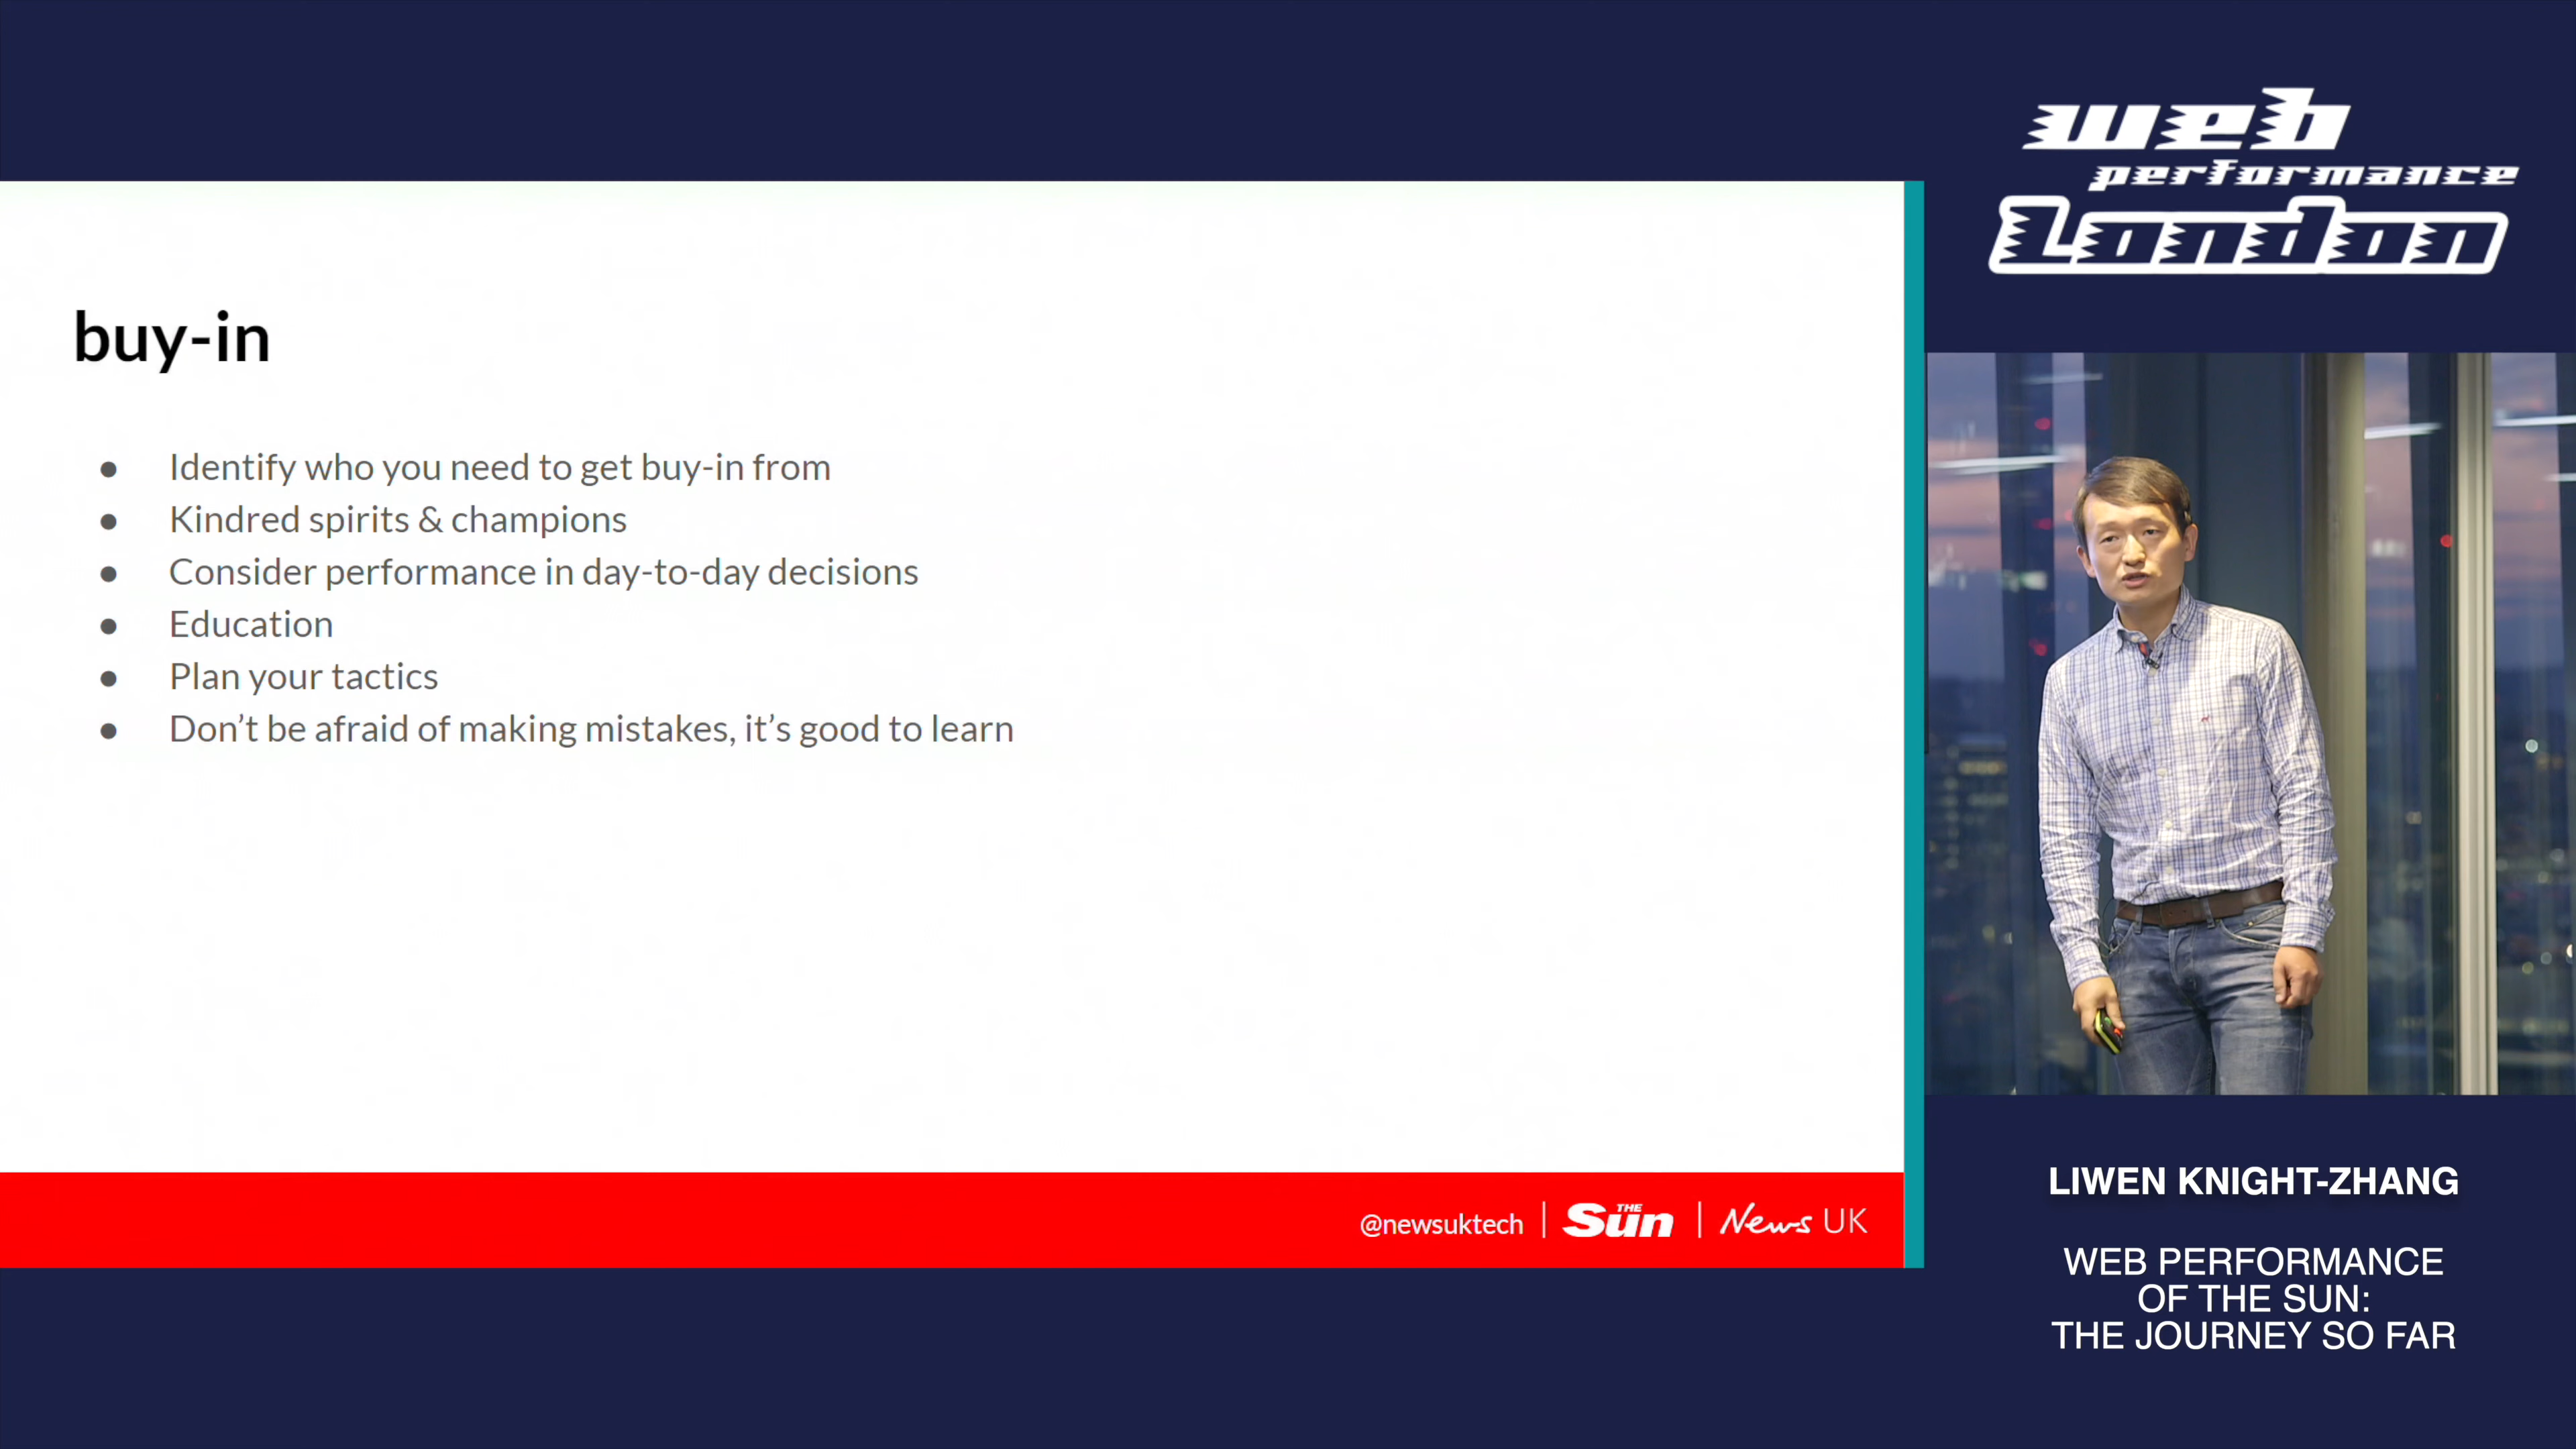 web
performance
London
buy-in
● Identify who you need to get buy-in from
● Kindred spirits & champions
● Consider performance in day-to-day decisions
● Education
● Plan your tactics
● Don’t be afraid of making mistakes, it’s good to learn
@newsuktech | THE Sun | News UK
LIWEN KNIGHT-ZHANG
WEB PERFORMANCE
OF THE SUN:
THE JOURNEY SO FAR